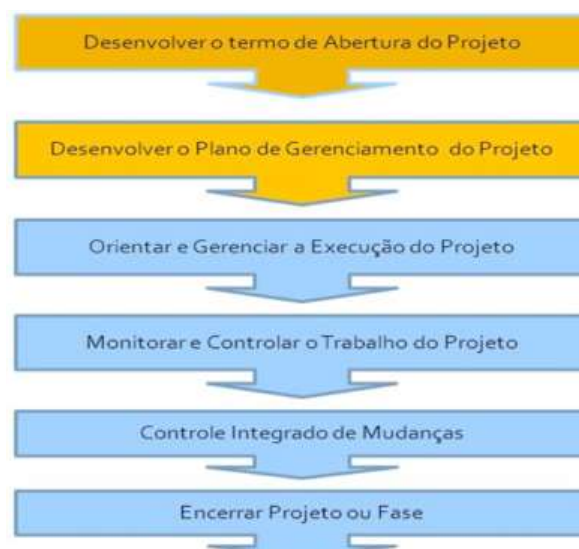 Desenvolver o termo de Abertura do Projeto
Desenvolver o Plano de Gerenciamento do Projeto
Orientar e Gerenciar a Execução do Projeto
Monitorar e Controlar o Trabalho do Projeto
Controle Integrado de Mudanças
Encerrar Projeto ou Fase